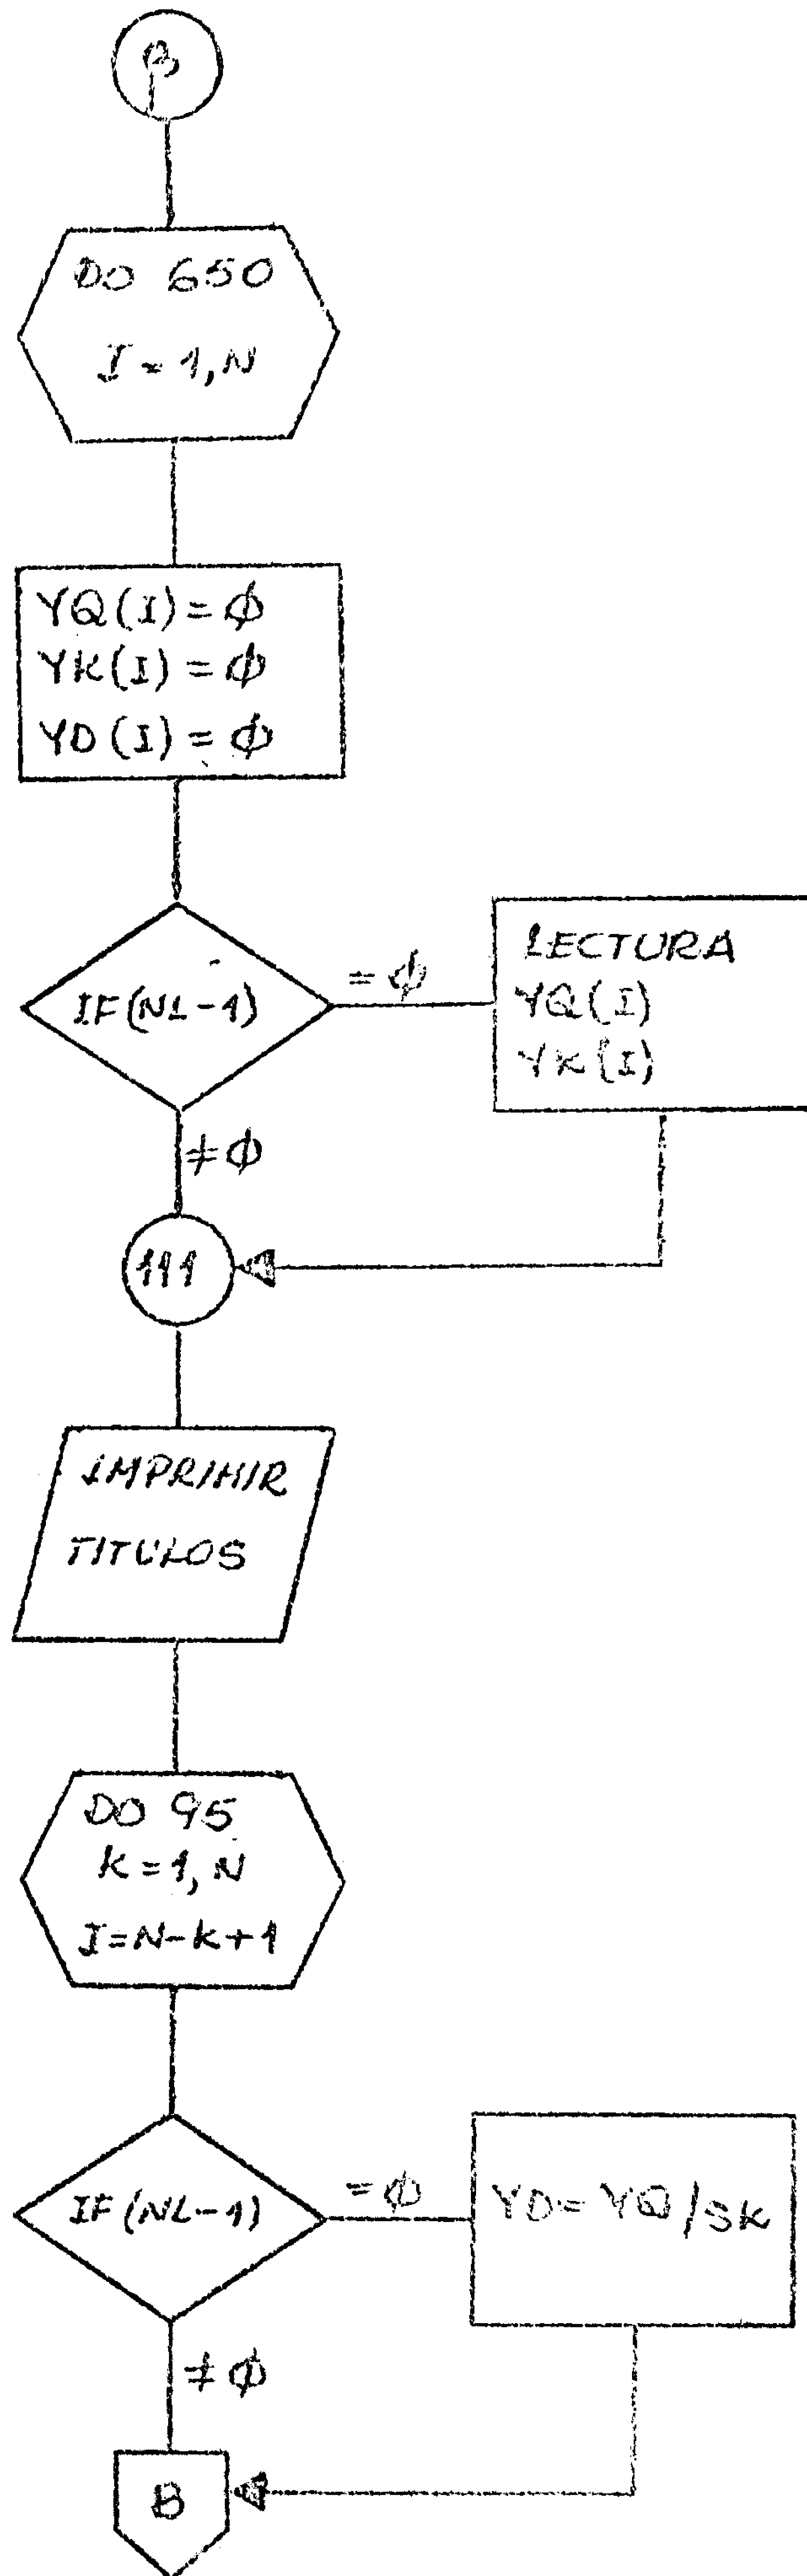 β
DO 650
I = 1, N
YQ(I) = ϕ
YK(I) = ϕ
YD(I) = ϕ
IF(NL-1)
= ϕ
LECTURA
YQ(I)
YK(I)
≠ ϕ
111
IMPRIMIR
TITULOS
DO 95
K = 1, N
I = N-K+1
IF(NL-1)
= ϕ
YD = YQ/SK
≠ ϕ
B